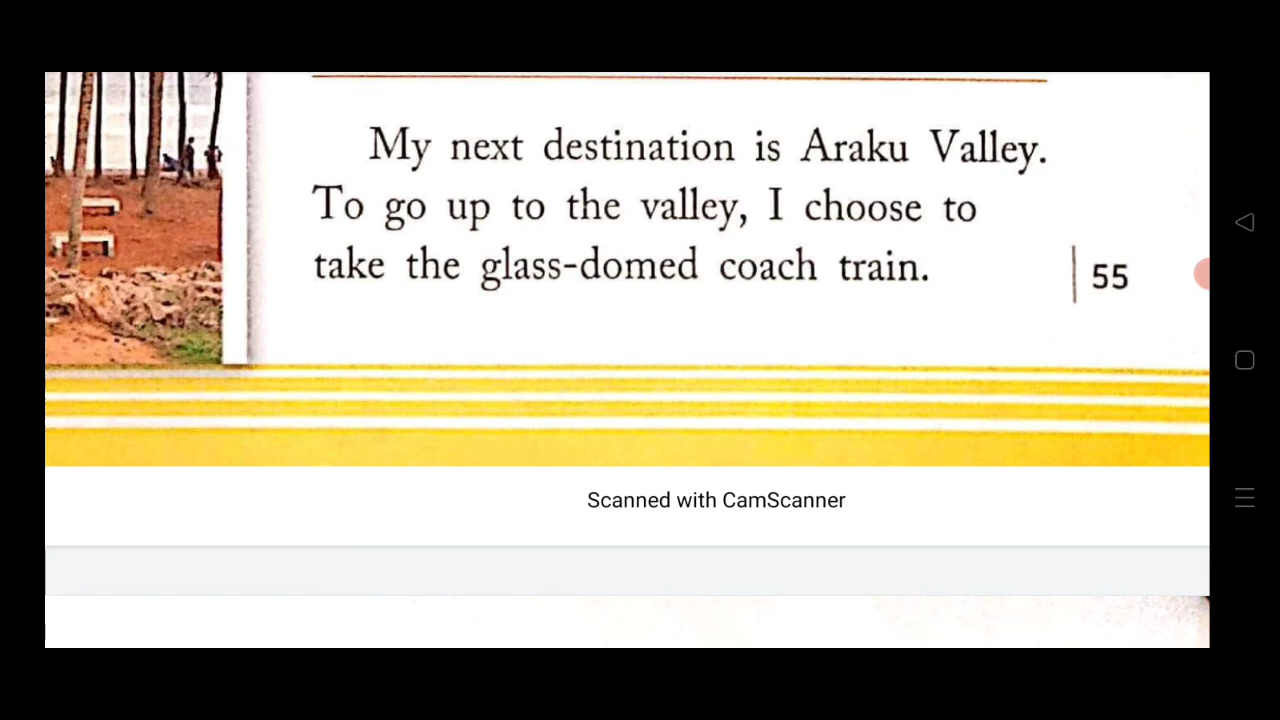 My next destination is Araku Valley.
To go up to the valley, I choose to
take the glass-domed coach train.
55
Scanned with CamScanner